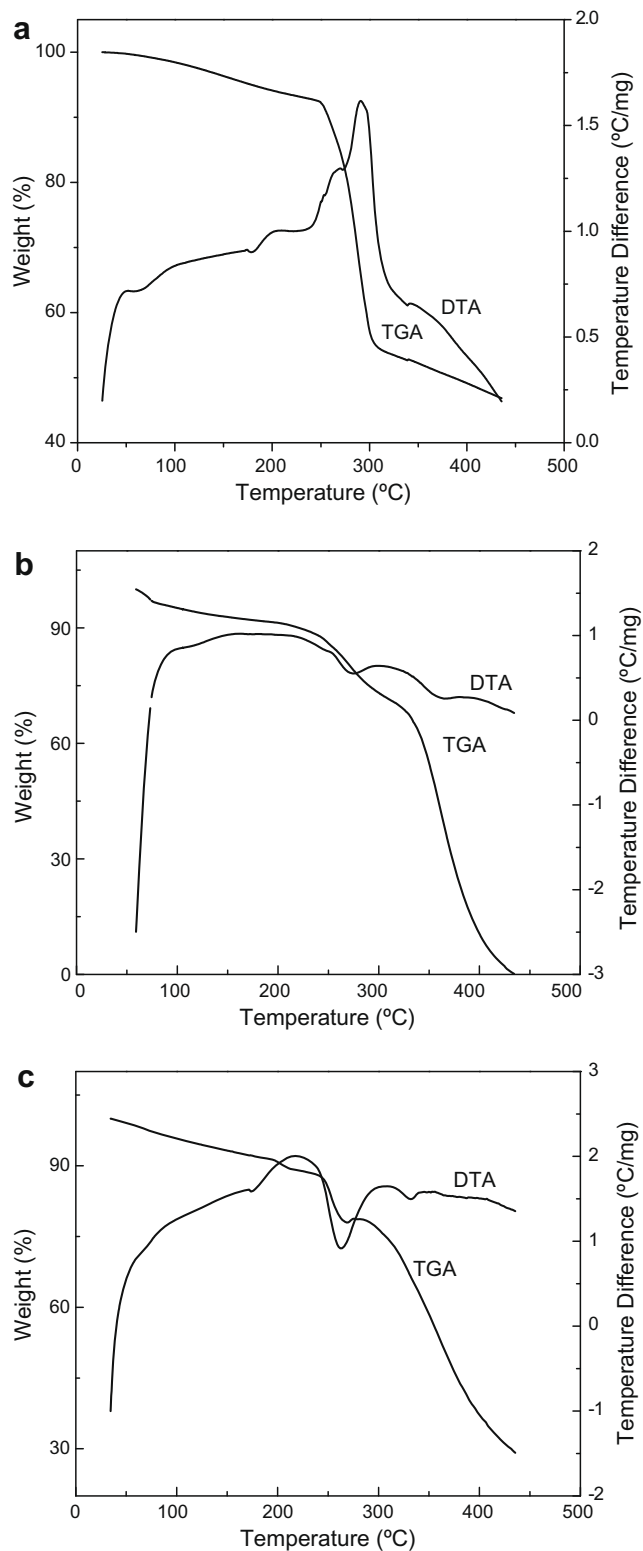 a
100
80
60
40
Weight (%)
2.0
1.5
1.0
0.5
0.0
Temperature Difference (ºC/mg)
DTA
TGA
0 100 200 300 400 500
Temperature (ºC)
b
90
60
30
0
Weight (%)
2
1
0
-1
-2
-3
Temperature Difference (ºC/mg)
DTA
TGA
100 200 300 400 500
Temperature (ºC)
c
90
60
30
Weight (%)
3
2
1
0
-1
-2
Temperature Difference (ºC/mg)
DTA
TGA
0 100 200 300 400 500
Temperature (ºC)